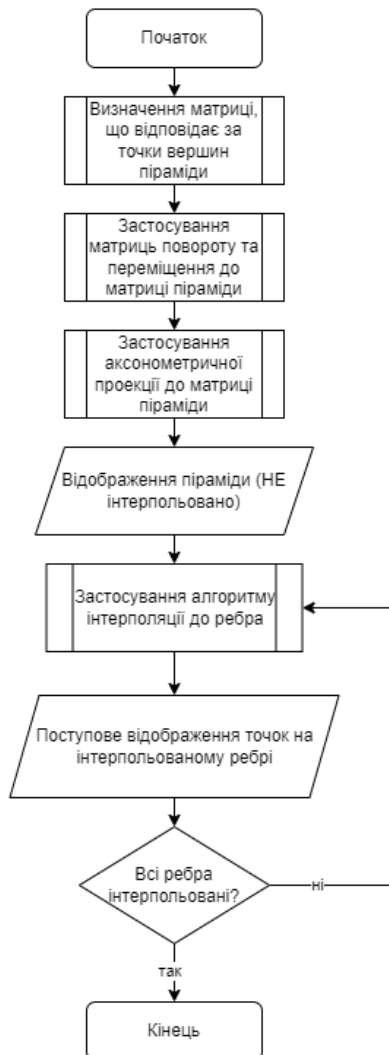 Початок
Визначення матриці,
що відповідає за
точки вершин
піраміди
Застосування
матриць повороту та
переміщення до
матриці піраміди
Застосування
аксонометричної
проекції до матриці
піраміди
Відображення піраміди (НЕ
інтерпольовано)
Застосування алгоритму
інтерполяції до ребра
Поступове відображення точок на
інтерпольованому ребрі
Всі ребра
інтерпольовані?
ні
так
Кінець